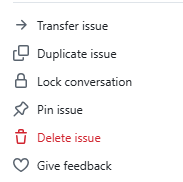 Transfer issue
Duplicate issue
Lock conversation
Pin issue
Delete issue
Give feedback